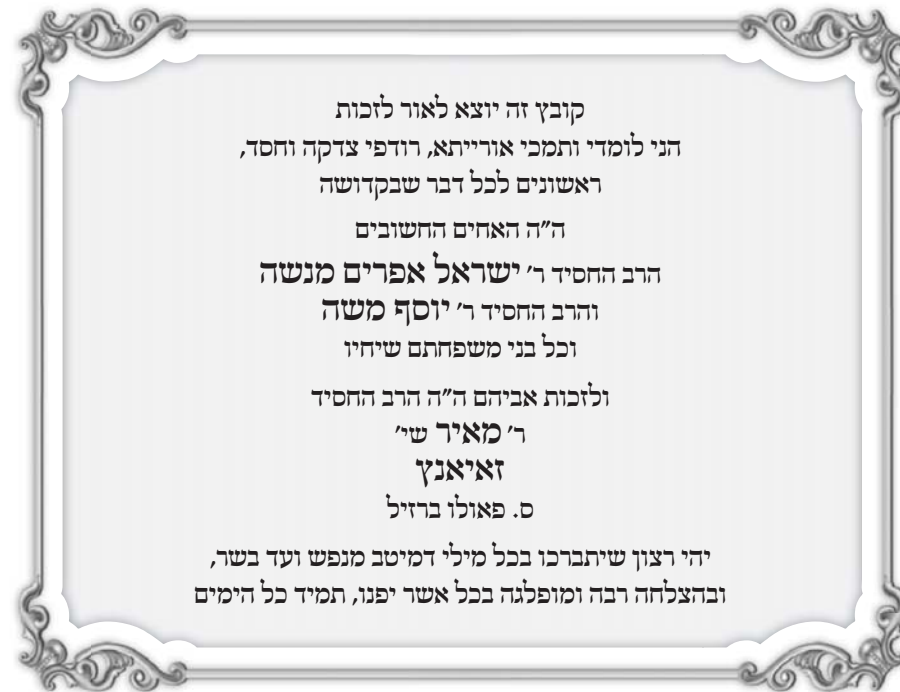 קובץ זה יוצא לאור לזכות
הני לומדי ותמכי אורייתא, רודפי צדקה וחסד,
ראשונים לכל דבר שבקדושה
ה״ה האחים החשובים
הרב החסיד ר׳ ישראל אפרים מנשה
והרב החסיד ר׳ יוסף משה
וכל בני משפחתם שיחיו
ולזכות אביהם ה״ה הרב החסיד
ר׳ מאיר שי׳
זאיאנץ
ס. פאולו ברזיל
יהי רצון שיתברכו בכל מילי דמיטב מנפש ועד בשר,
ובהצלחה רבה ומופלגה בכל אשר יפנו, תמיד כל הימים